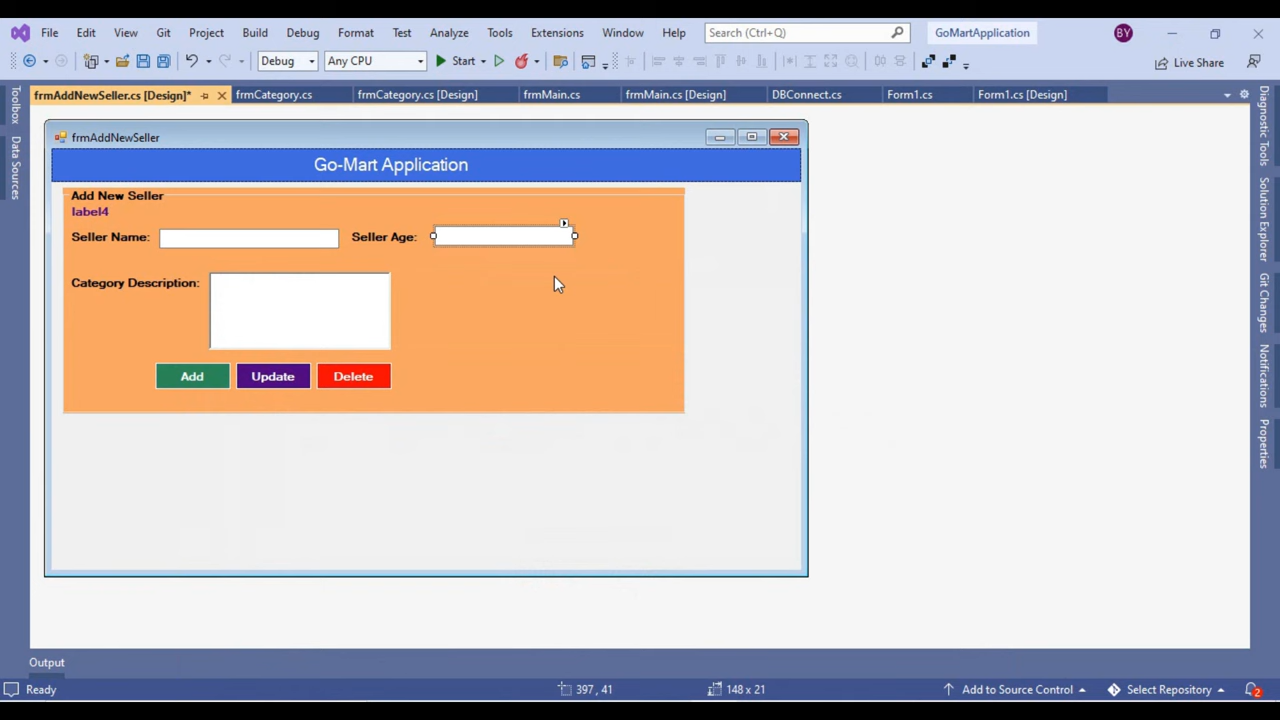 File Edit View Git Project Build Debug Format Test Analyze Tools Extensions Window Help Search (Ctrl+Q) GoMartApplication BY
Debug Any CPU Start Live Share
frmAddNewSeller.cs [Design]* frmCategory.cs frmCategory.cs [Design] frmMain.cs frmMain.cs [Design] DBConnect.cs Form1.cs Form1.cs [Design]
Toolbox
Data Sources
frmAddNewSeller
Go-Mart Application
Add New Seller
label4
Seller Name: Seller Age:
Category Description:
Add Update Delete
Diagnostic Tools
Solution Explorer
Git Changes
Notifications
Properties
Output
Ready 397 , 41 148 x 21 Add to Source Control Select Repository 2